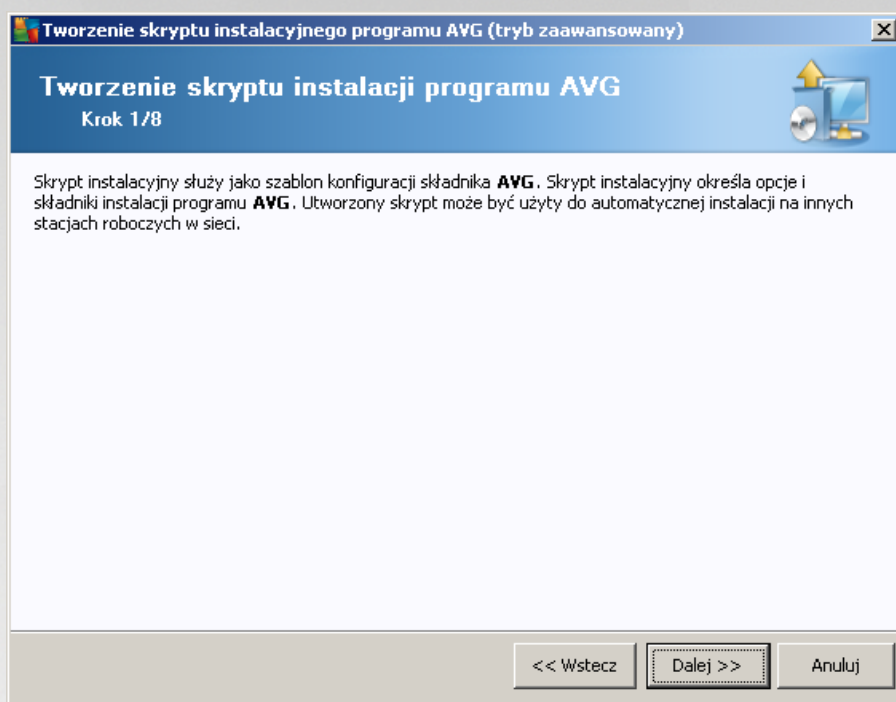 Tworzenie skryptu instalacyjnego programu AVG (tryb zaawansowany)
Tworzenie skryptu instalacji programu AVG
Krok 1/8
Skrypt instalacyjny służy jako szablon konfiguracji składnika AVG. Skrypt instalacyjny określa opcje i
składniki instalacji programu AVG. Utworzony skrypt może być użyty do automatycznej instalacji na innych
stacjach roboczych w sieci.
<< Wstecz Dalej >> Anuluj